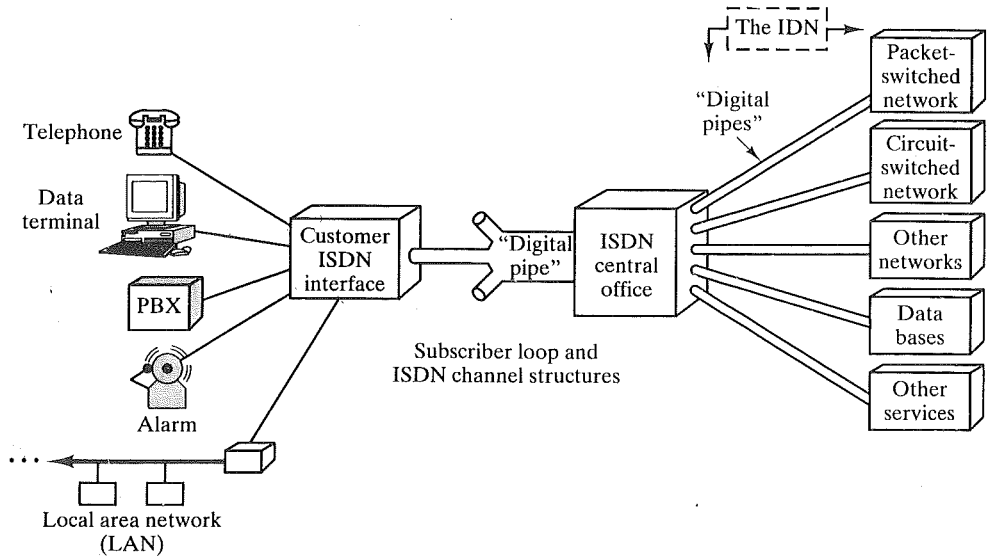 The IDN
Packet-
switched
network
"Digital
pipes"
Telephone
Circuit-
switched
network
Data
terminal
Customer
ISDN
interface
"Digital
pipe"
ISDN
central
office
Other
networks
PBX
Data
bases
Subscriber loop and
ISDN channel structures
Other
services
Alarm
...
Local area network
(LAN)